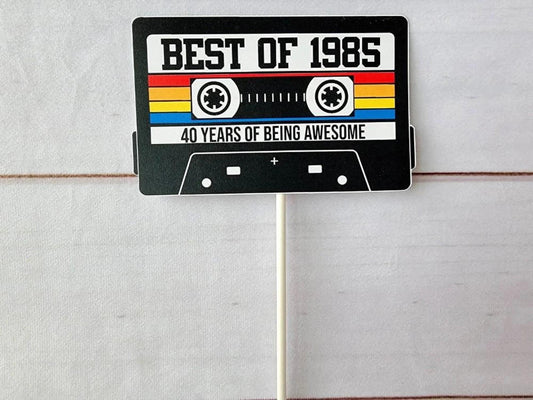 BEST OF 1985
40 YEARS OF BEING AWESOME